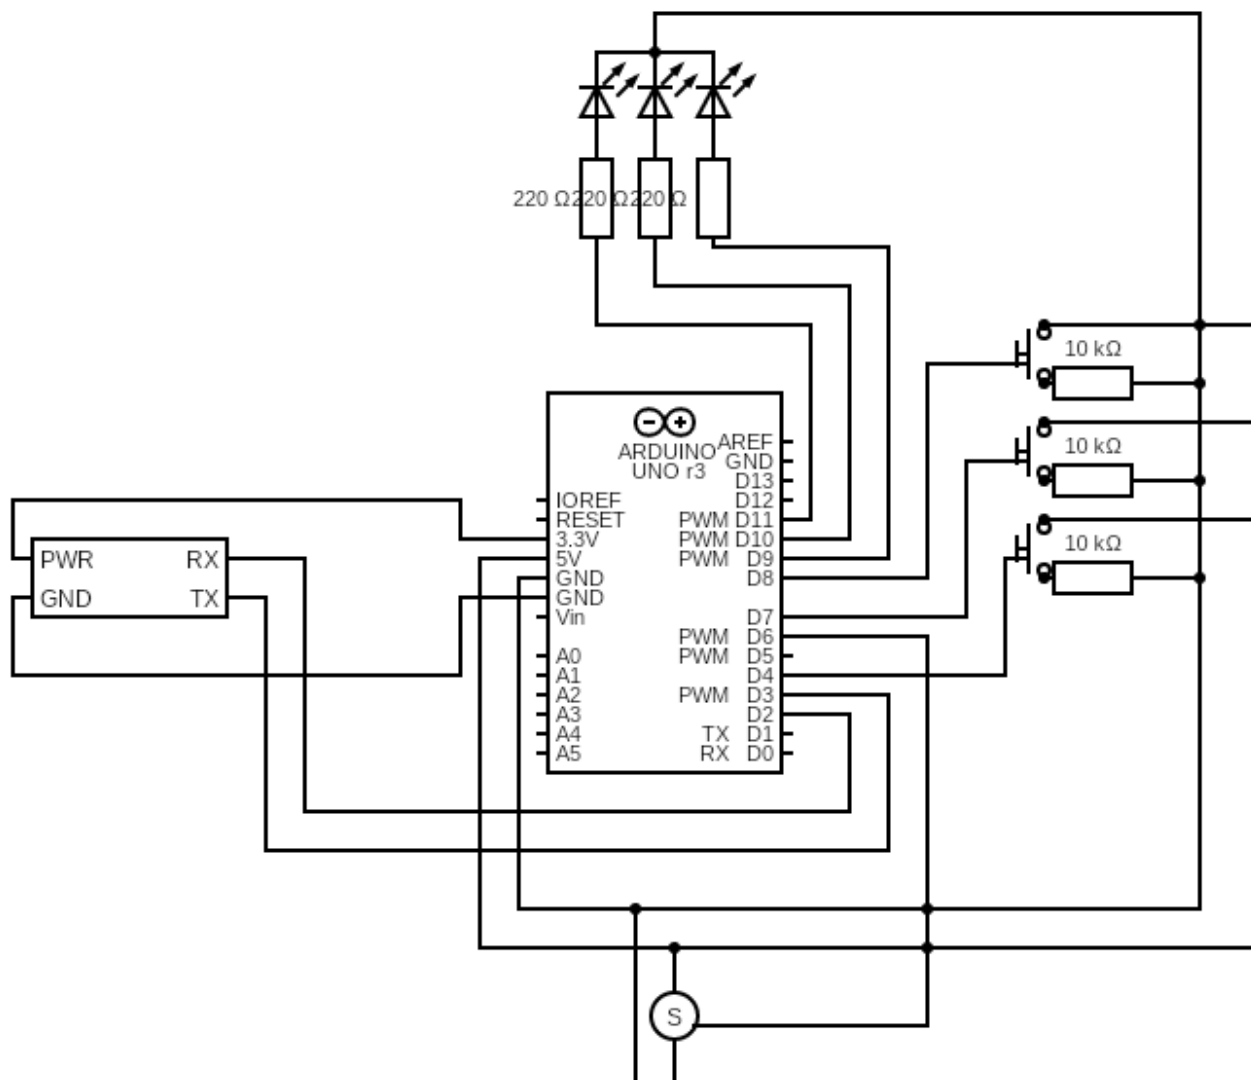 220 Ω 220 Ω 220 Ω
10 kΩ
10 kΩ
10 kΩ
ARDUINO
UNO r3
AREF
GND
D13
D12
PWM D11
PWM D10
PWM D9
D8
D7
PWM D6
PWM D5
D4
PWM D3
D2
TX D1
RX D0
IOREF
RESET
3.3V
5V
GND
GND
Vin
A0
A1
A2
A3
A4
A5
PWR RX
GND TX
S